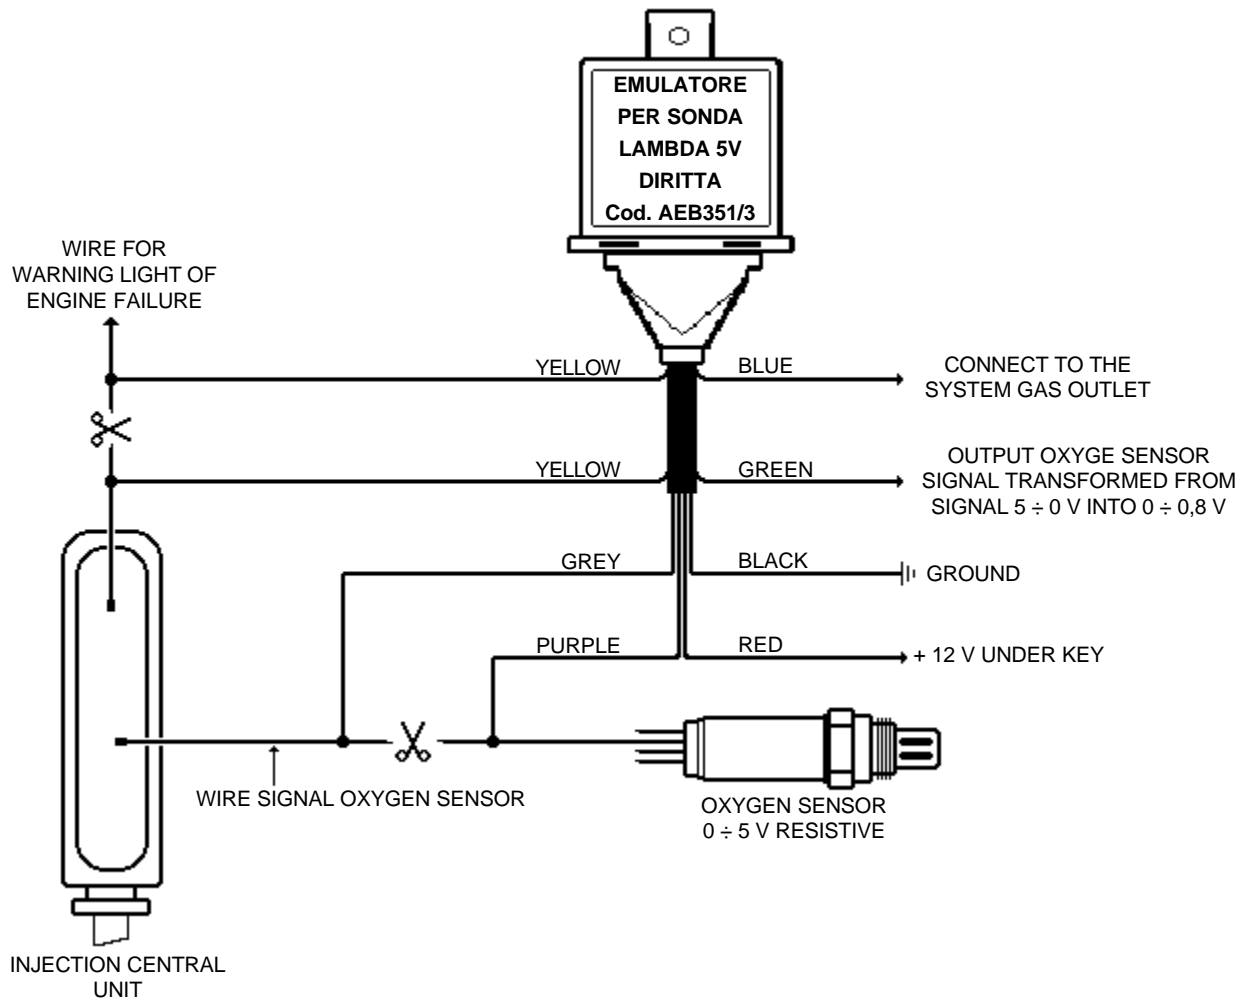 EMULATORE
PER SONDA
LAMBDA 5V
DIRITTA
Cod. AEB351/3
WIRE FOR
WARNING LIGHT OF
ENGINE FAILURE
YELLOW
BLUE
CONNECT TO THE
SYSTEM GAS OUTLET
YELLOW
GREEN
OUTPUT OXYGE SENSOR
SIGNAL TRANSFORMED FROM
SIGNAL 5 ÷ 0 V INTO 0 ÷ 0,8 V
GREY
BLACK
GROUND
PURPLE
RED
+ 12 V UNDER KEY
WIRE SIGNAL OXYGEN SENSOR
OXYGEN SENSOR
0 ÷ 5 V RESISTIVE
INJECTION CENTRAL
UNIT